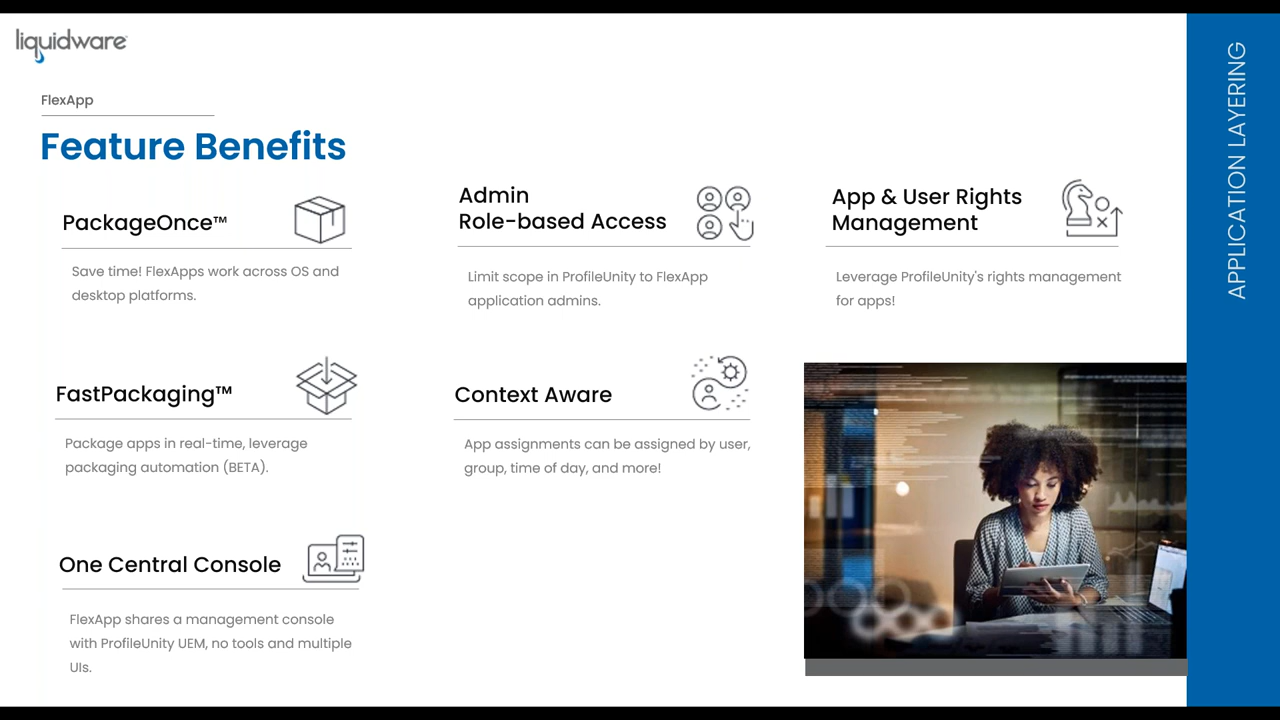 liquidware
FlexApp
Feature Benefits
PackageOnce™
Save time! FlexApps work across OS and
desktop platforms.
Admin
Role-based Access
Limit scope in ProfileUnity to FlexApp
application admins.
App & User Rights
Management
Leverage ProfileUnity's rights management
for apps!
FastPackaging™
Package apps in real-time, leverage
packaging automation (BETA).
Context Aware
App assignments can be assigned by user,
group, time of day, and more!
One Central Console
FlexApp shares a management console
with ProfileUnity UEM, no tools and multiple
UIs.
APPLICATION LAYERING